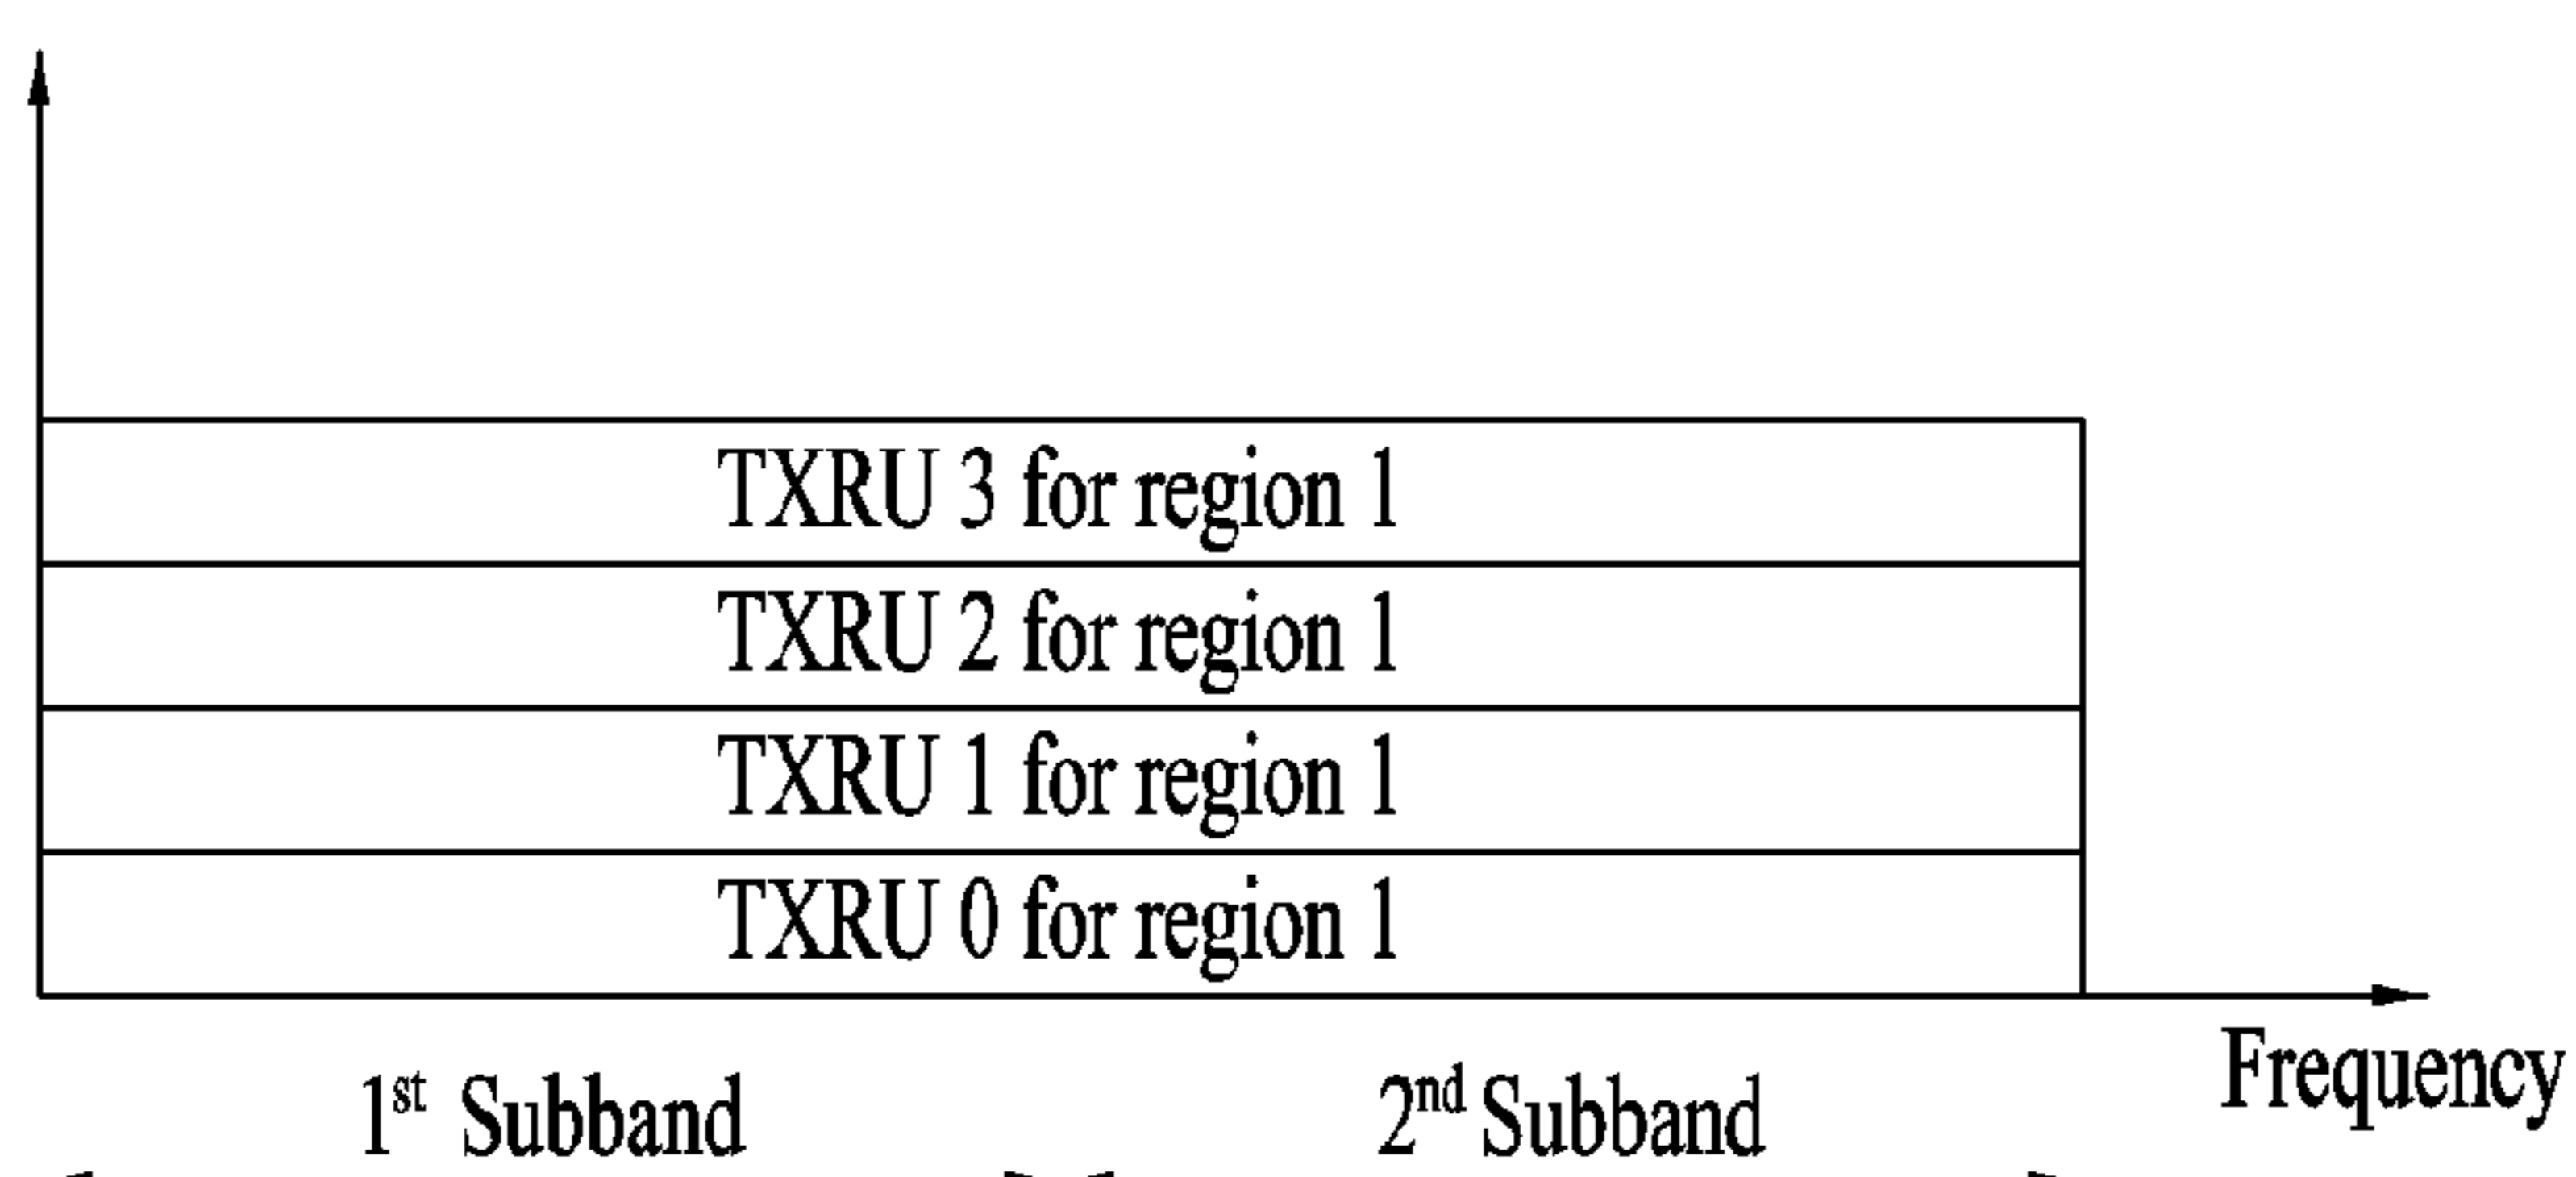 TXRU 3 for region 1
TXRU 2 for region 1
TXRU 1 for region 1
TXRU 0 for region 1
Frequency
1st Subband
2nd Subband